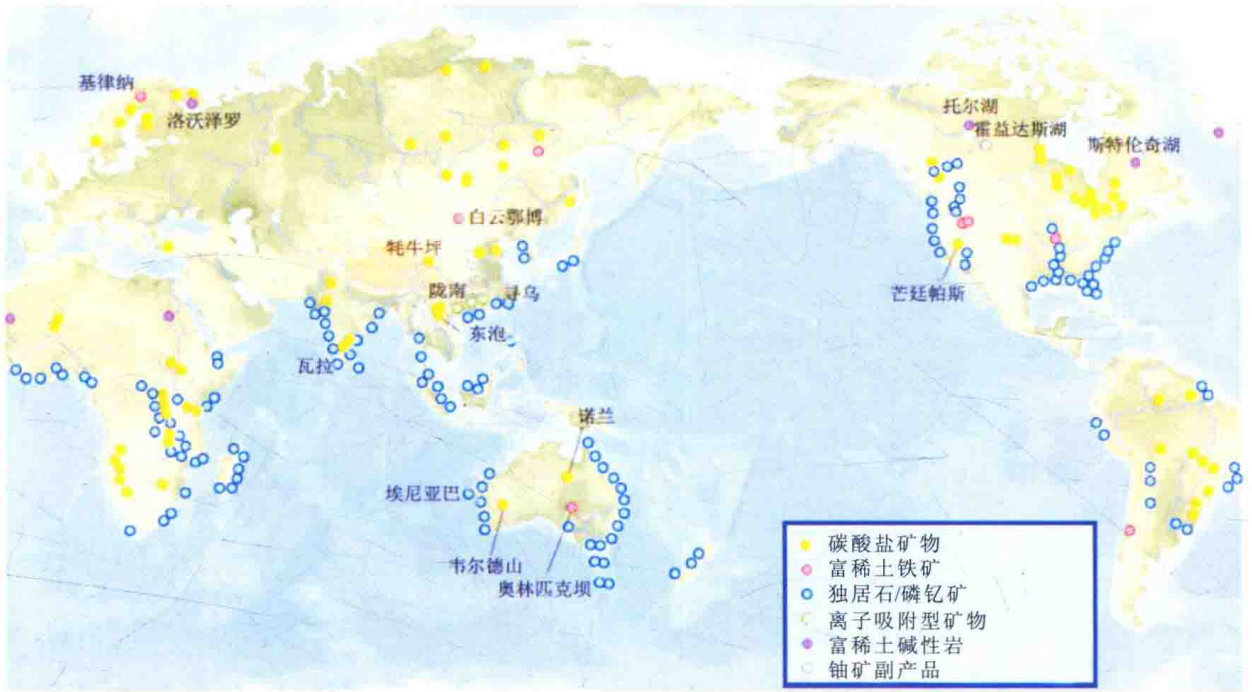 基律纳
洛沃泽罗
托尔湖
霍益达斯湖
斯特伦奇湖
白云鄂博
牦牛坪
陇南
寻乌
东泡
芒廷帕斯
瓦拉
诺兰
埃尼亚巴
韦尔德山
奥林匹克坝
碳酸盐矿物
富稀土铁矿
独居石/磷钇矿
离子吸附型矿物
富稀土碱性岩
铀矿副产品